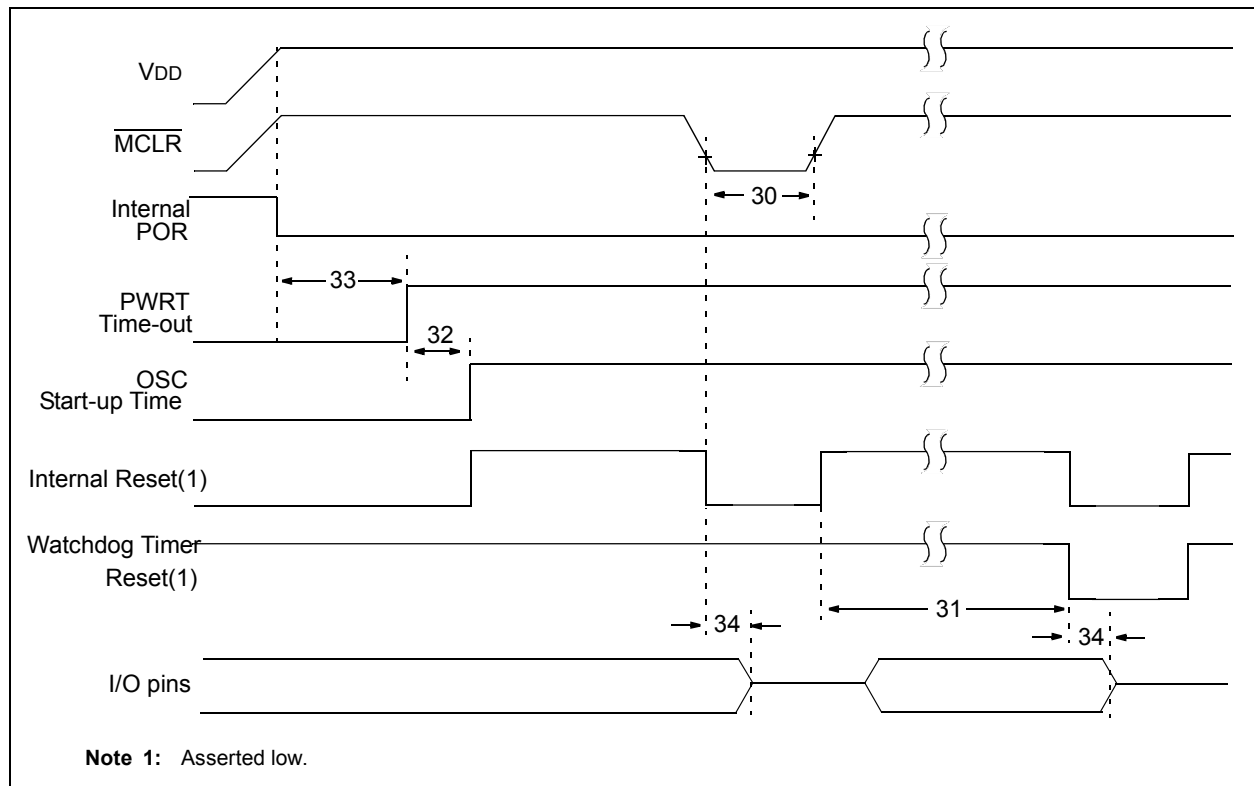 VDD
MCLR
30
Internal
POR
33
PWRT
Time-out
32
OSC
Start-up Time
Internal Reset(1)
Watchdog Timer
Reset(1)
31
34
34
I/O pins
Note 1: Asserted low.